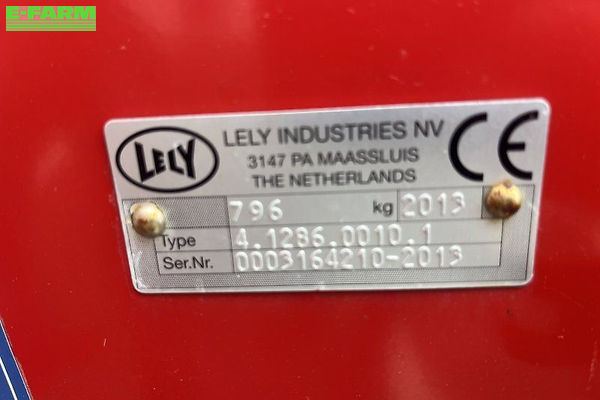 E-FARM
LELY
LELY INDUSTRIES NV
3147 PA MAASSLUIS
THE NETHERLANDS
CE
796 kg 2013
Type 4.1286.0010.1
Ser.Nr. 0003164210-2013